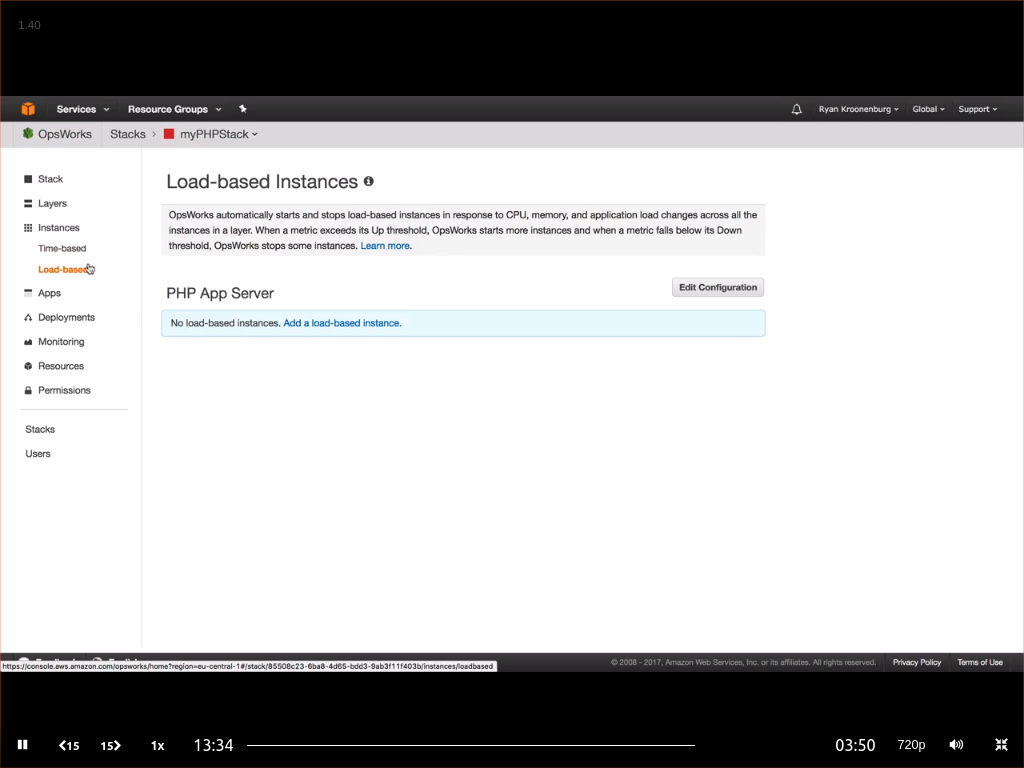 1.40
Services
Resource Groups
Ryan Kroonenburg
Global
Support
OpsWorks
Stacks
myPHPStack
Stack
Layers
Instances
Time-based
Load-based
Apps
Deployments
Monitoring
Resources
Permissions
Stacks
Users
Load-based Instances
OpsWorks automatically starts and stops load-based instances in response to CPU, memory, and application load changes across all the
instances in a layer. When a metric exceeds its Up threshold, OpsWorks starts more instances and when a metric falls below its Down
threshold, OpsWorks stops some instances. Learn more.
PHP App Server
Edit Configuration
No load-based instances. Add a load-based instance.
https://console.aws.amazon.com/opsworks/home?region=eu-central-1#/stack/85508c23-6ba8-4d65-bdd3-9ab3f11f403b/instances/loadbased
© 2008 - 2017, Amazon Web Services, Inc. or its affiliates. All rights reserved.
Privacy Policy
Terms of Use
15
15
1x
13:34
03:50
720p